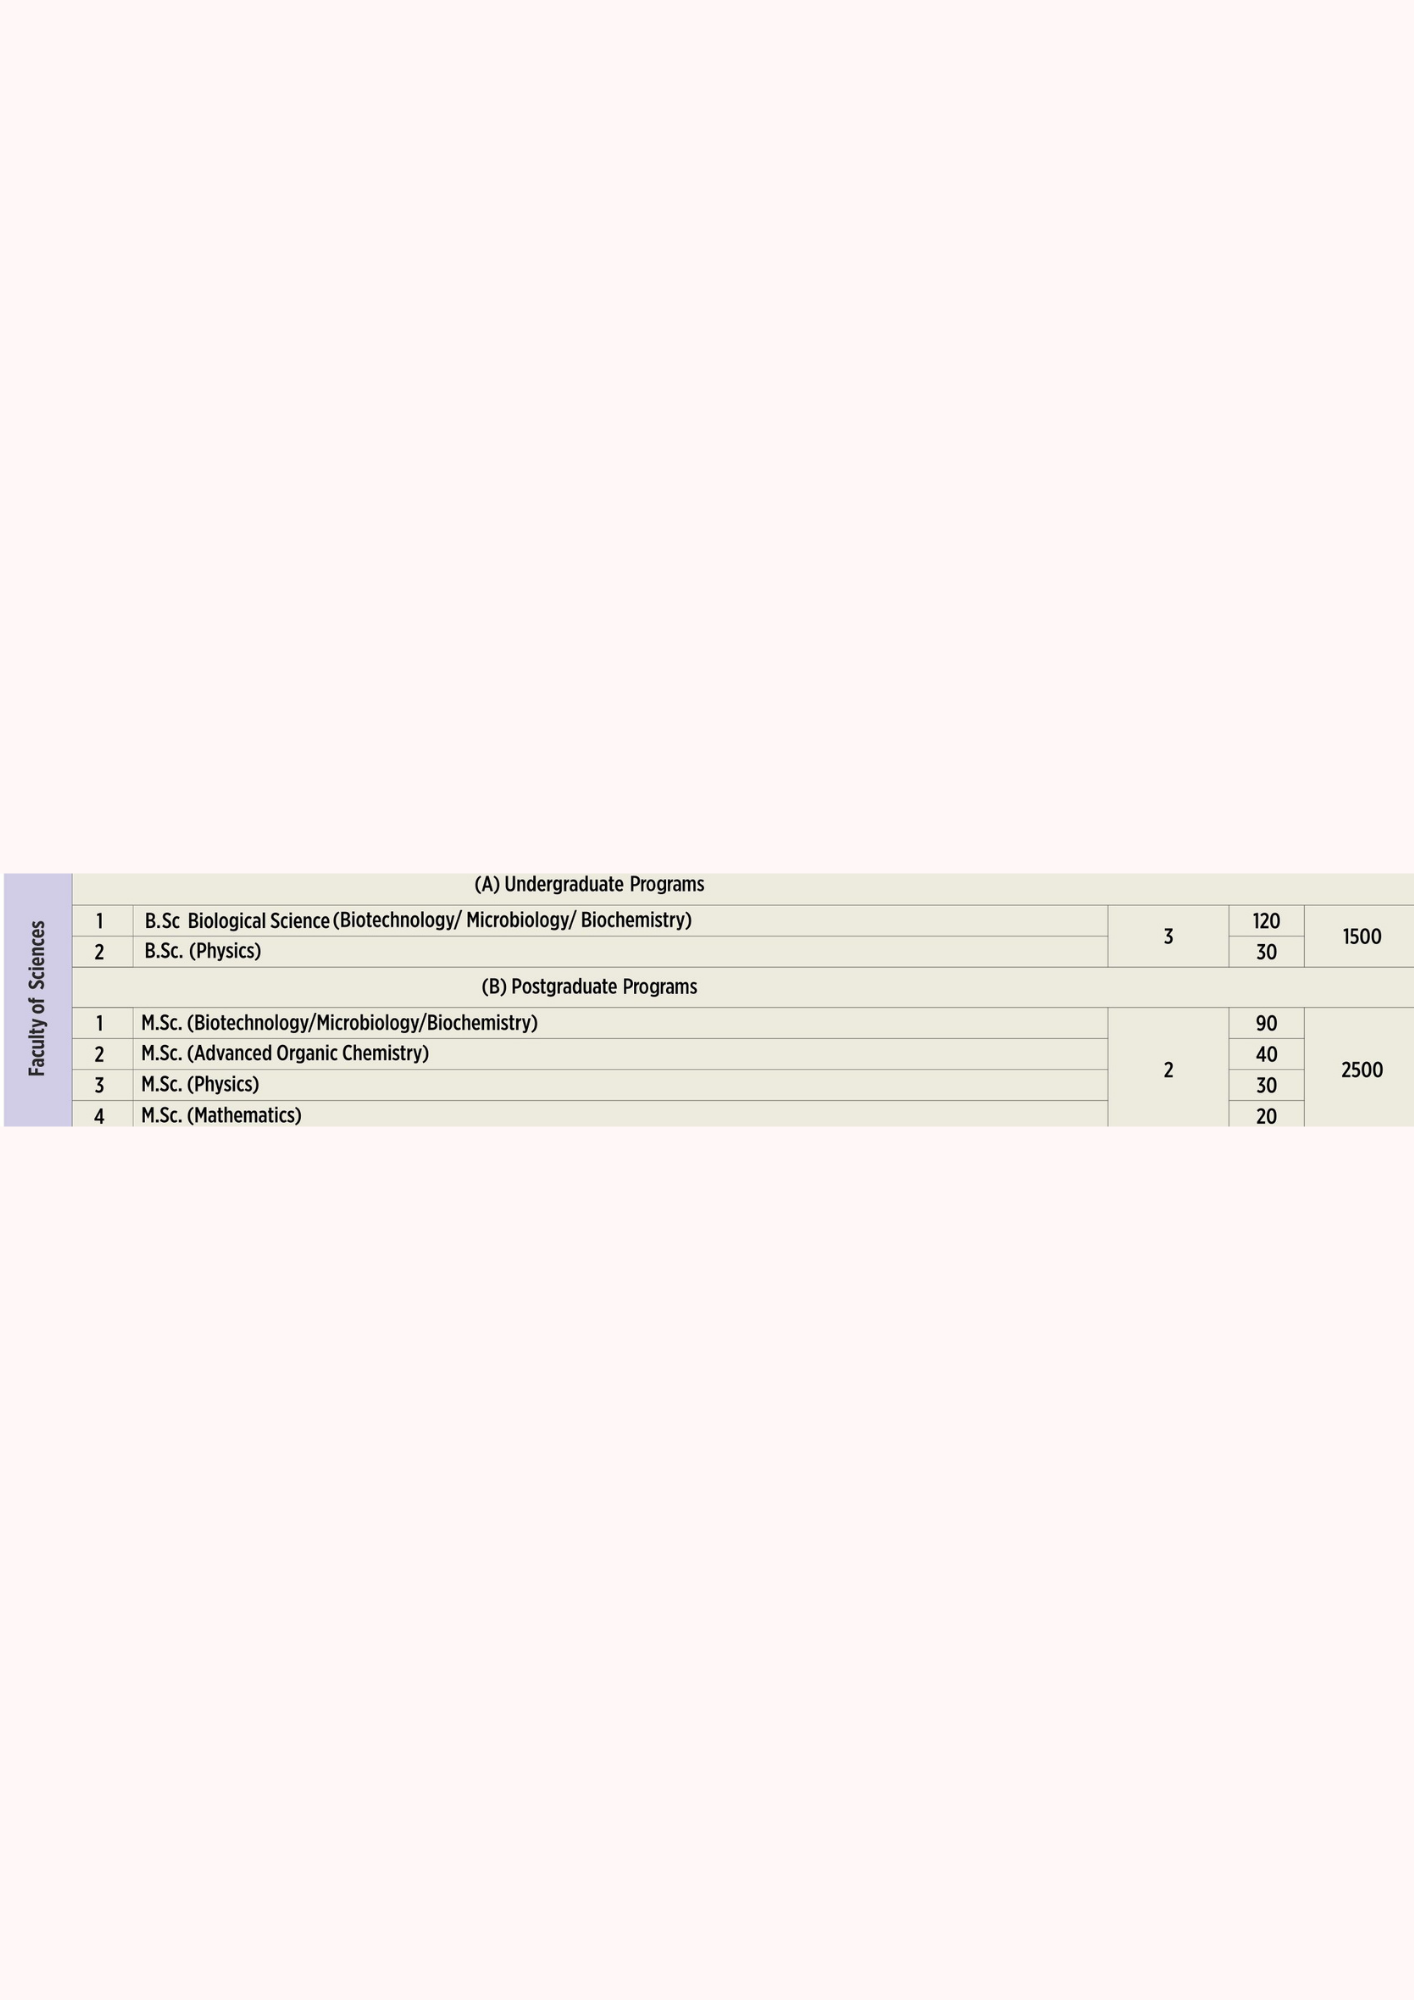 Faculty of Sciences
(A) Undergraduate Programs
1 B.Sc Biological Science (Biotechnology/ Microbiology/ Biochemistry) 3 120 1500
2 B.Sc. (Physics) 30
(B) Postgraduate Programs
1 M.Sc. (Biotechnology/Microbiology/Biochemistry) 2 90 2500
2 M.Sc. (Advanced Organic Chemistry) 40
3 M.Sc. (Physics) 30
4 M.Sc. (Mathematics) 20